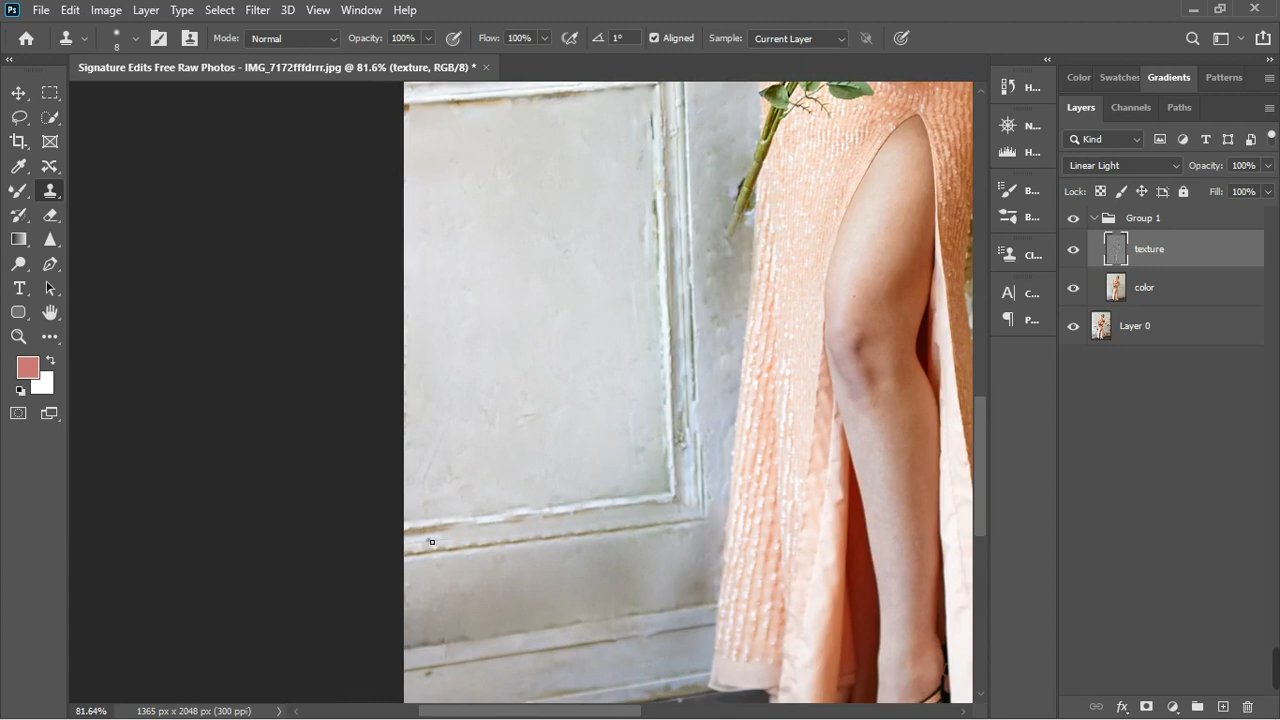 Ps File Edit Image Layer Type Select Filter 3D View Window Help
8 Mode: Normal Opacity: 100% Flow: 100% 1° Aligned Sample: Current Layer
Signature Edits Free Raw Photos - IMG_7172fffdrrr.jpg @ 81.6% (texture, RGB/8) *
H...
N...
H...
B...
B...
Cl...
A C...
P...
Color Swatches Gradients Patterns
Layers Channels Paths
Kind
Linear Light Opacity: 100%
Lock: Fill: 100%
Group 1
texture
color
Layer 0
81.64% 1365 px x 2048 px (300 ppi)